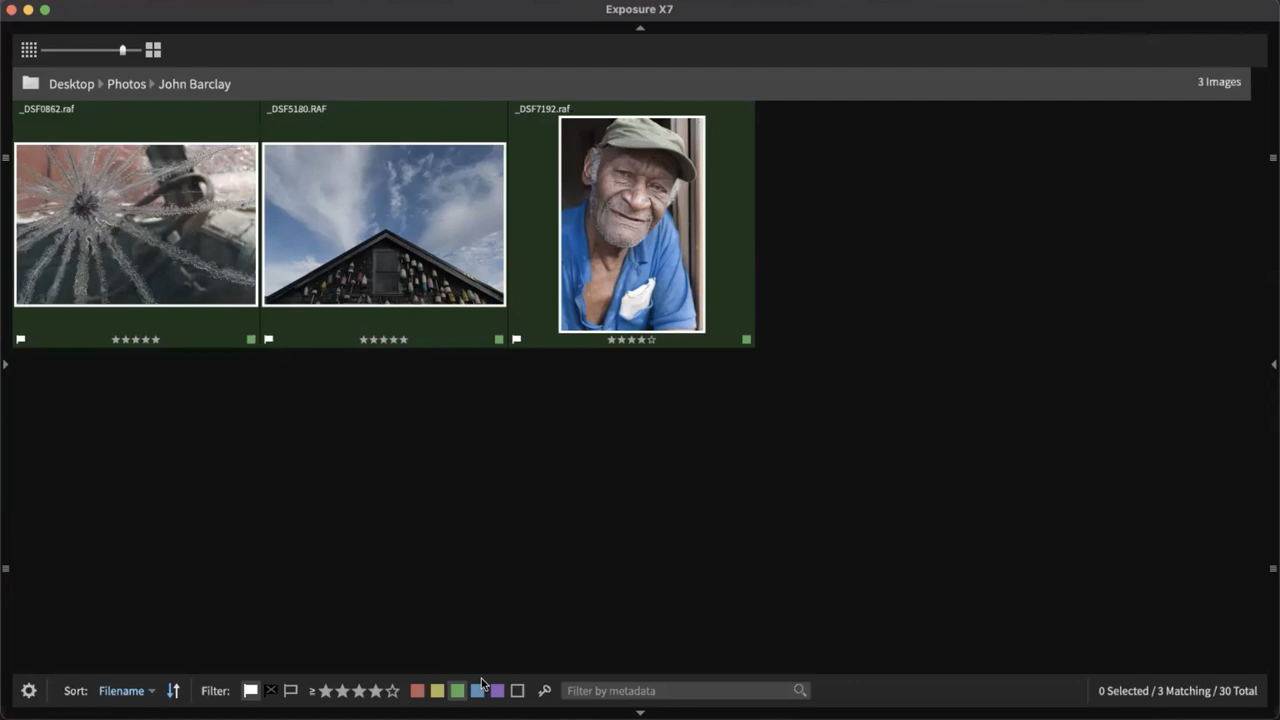 Exposure X7
Desktop Photos John Barclay
3 Images
_DSF0862.raf
_DSF5180.RAF
_DSF7192.raf
Sort: Filename
Filter:
≥
Filter by metadata
0 Selected / 3 Matching / 30 Total